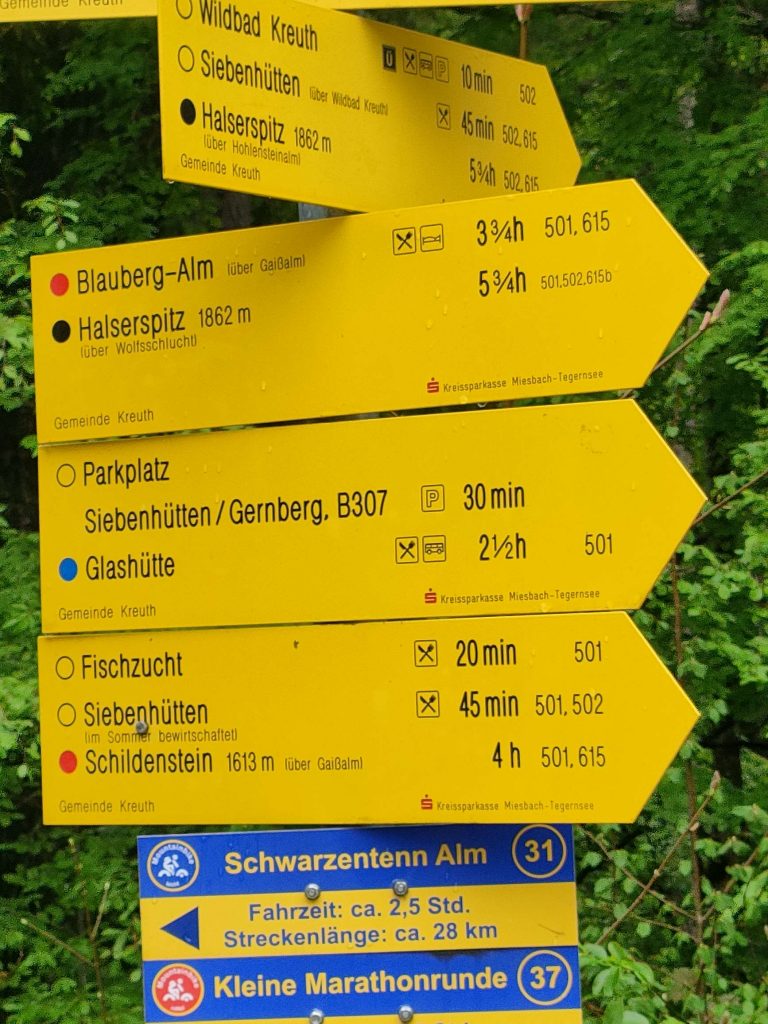 Gemeinde Kreuth
Wildbad Kreuth Ü P 10 min 502
Siebenhütten (über Wildbad Kreuth) 45 min 502, 615
Halserspitz 1862 m 5¾h 502, 615
(über Hohlensteinalm)
Gemeinde Kreuth
Blauberg-Alm (über Gaißalm) 3¾h 501, 615
Halserspitz 1862 m 5¾h 501,502,615b
(über Wolfsschlucht)
S Kreissparkasse Miesbach-Tegernsee
Gemeinde Kreuth
Parkplatz
Siebenhütten / Gernberg, B307 P 30 min
Glashütte 2½h 501
S Kreissparkasse Miesbach-Tegernsee
Gemeinde Kreuth
Fischzucht 20 min 501
Siebenhütten 45 min 501, 502
(im Sommer bewirtschaftet)
Schildenstein 1613 m (über Gaißalm) 4 h 501, 615
Gemeinde Kreuth S Kreissparkasse Miesbach-Tegernsee
Mountainbike Schwarzentenn Alm 31
Fahrzeit: ca. 2,5 Std.
Streckenlänge: ca. 28 km
Mountainbike Kleine Marathonrunde 37